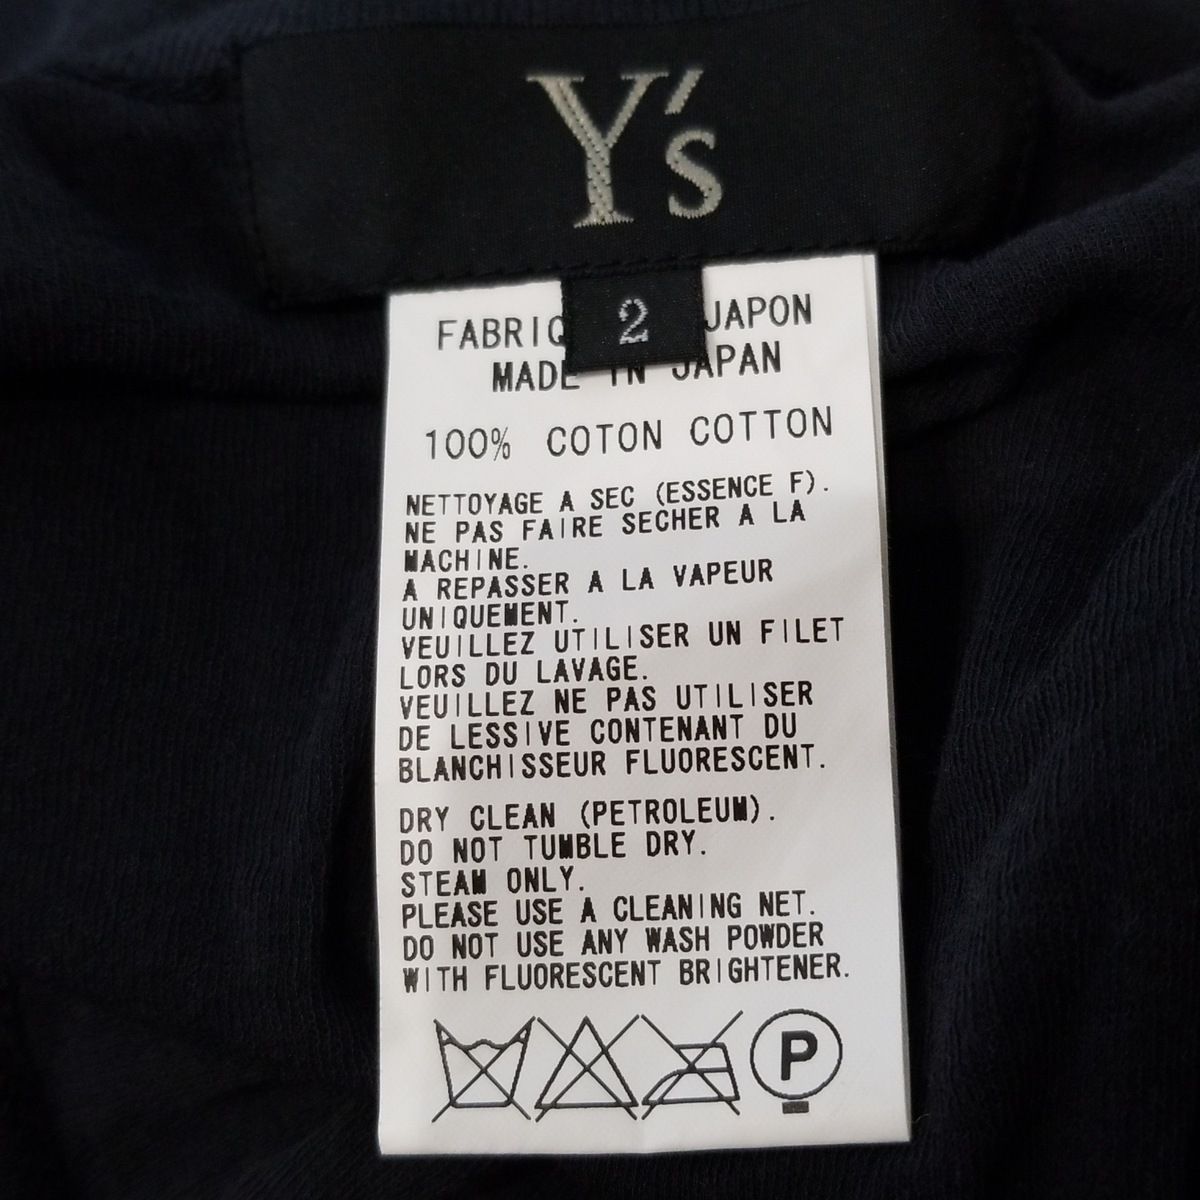 Y's
2
FABRIQ JAPON
MADE IN JAPAN
100% COTON COTTON
NETTOYAGE A SEC (ESSENCE F).
NE PAS FAIRE SECHER A LA
MACHINE.
A REPASSER A LA VAPEUR
UNIQUEMENT.
VEUILLEZ UTILISER UN FILET
LORS DU LAVAGE.
VEUILLEZ NE PAS UTILISER
DE LESSIVE CONTENANT DU
BLANCHISSEUR FLUORESCENT.
DRY CLEAN (PETROLEUM).
DO NOT TUMBLE DRY.
STEAM ONLY.
PLEASE USE A CLEANING NET.
DO NOT USE ANY WASH POWDER
WITH FLUORESCENT BRIGHTENER.
P